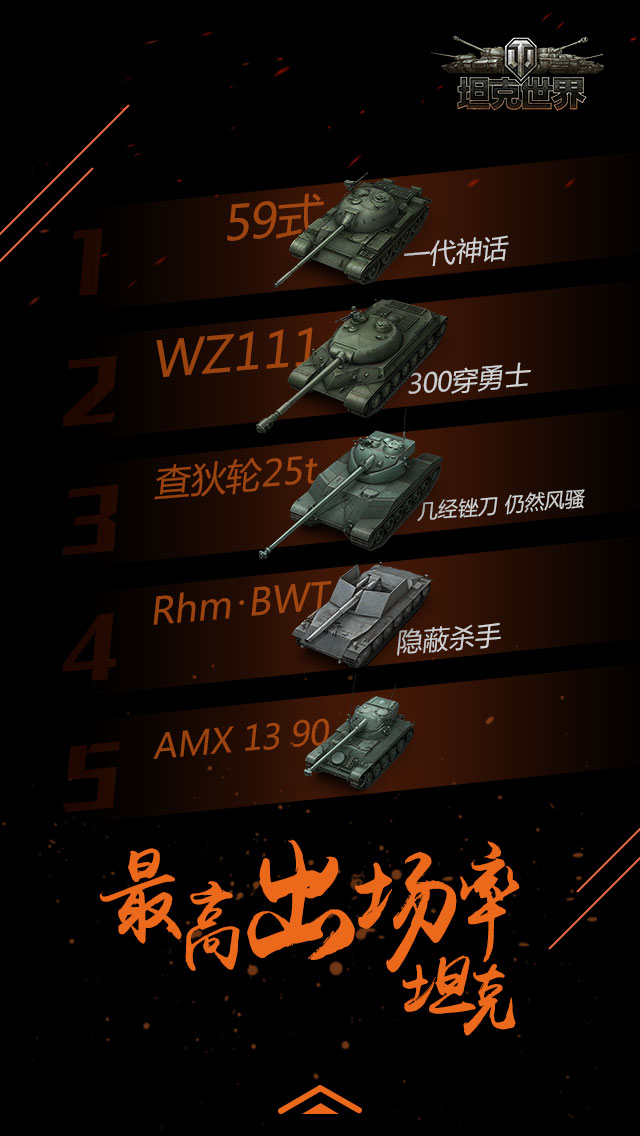 坦克世界
1
59式
一代神话
2
WZ111
300穿勇士
3
查狄轮25t
几经锉刀 仍然风骚
4
Rhm·BWT
隐蔽杀手
5
AMX 13 90
最高出场率
坦克